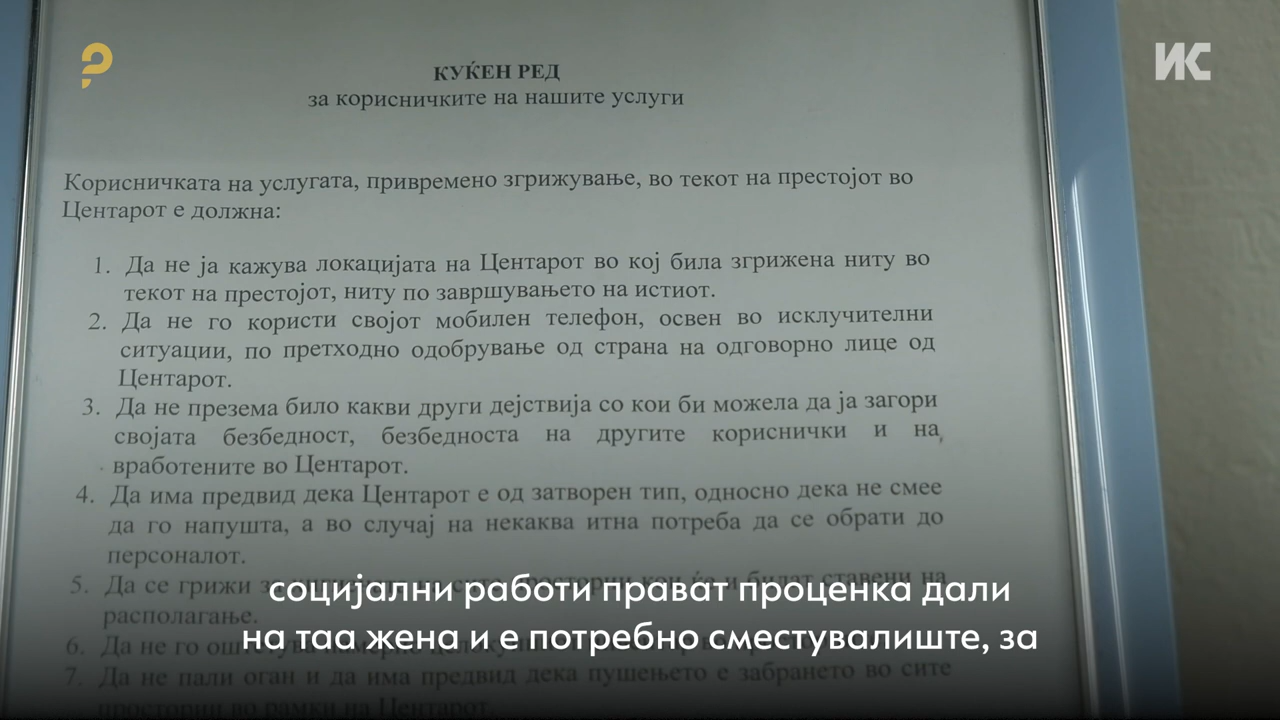 ИС
КУЌЕН РЕД
за корисничките на нашите услуги
Корисничката на услугата, привремено згрижување, во текот на престојот во
Центарот е должна:
1. Да не ја кажува локацијата на Центарот во кој била згрижена ниту во
текот на престојот, ниту по завршувањето на истиот.
2. Да не го користи својот мобилен телефон, освен во исклучителни
ситуации, по претходно одобрување од страна на одговорно лице од
Центарот.
3. Да не презема било какви други дејствија со кои би можела да ја загори
својата безбедност, безбедноста на другите кориснички и на
вработените во Центарот.
4. Да има предвид дека Центарот е од затворен тип, односно дека не смее
да го напушта, а во случај на некаква итна потреба да се обрати до
персоналот.
5. Да се грижи ставени на
располагање.
6. Да не го
7. Да не пали оган и да има предвид дека пушењето е забрането во сите
простории во рамки на Центарот.
социјални работи прават проценка дали
на таа жена и е потребно сместувалиште, за